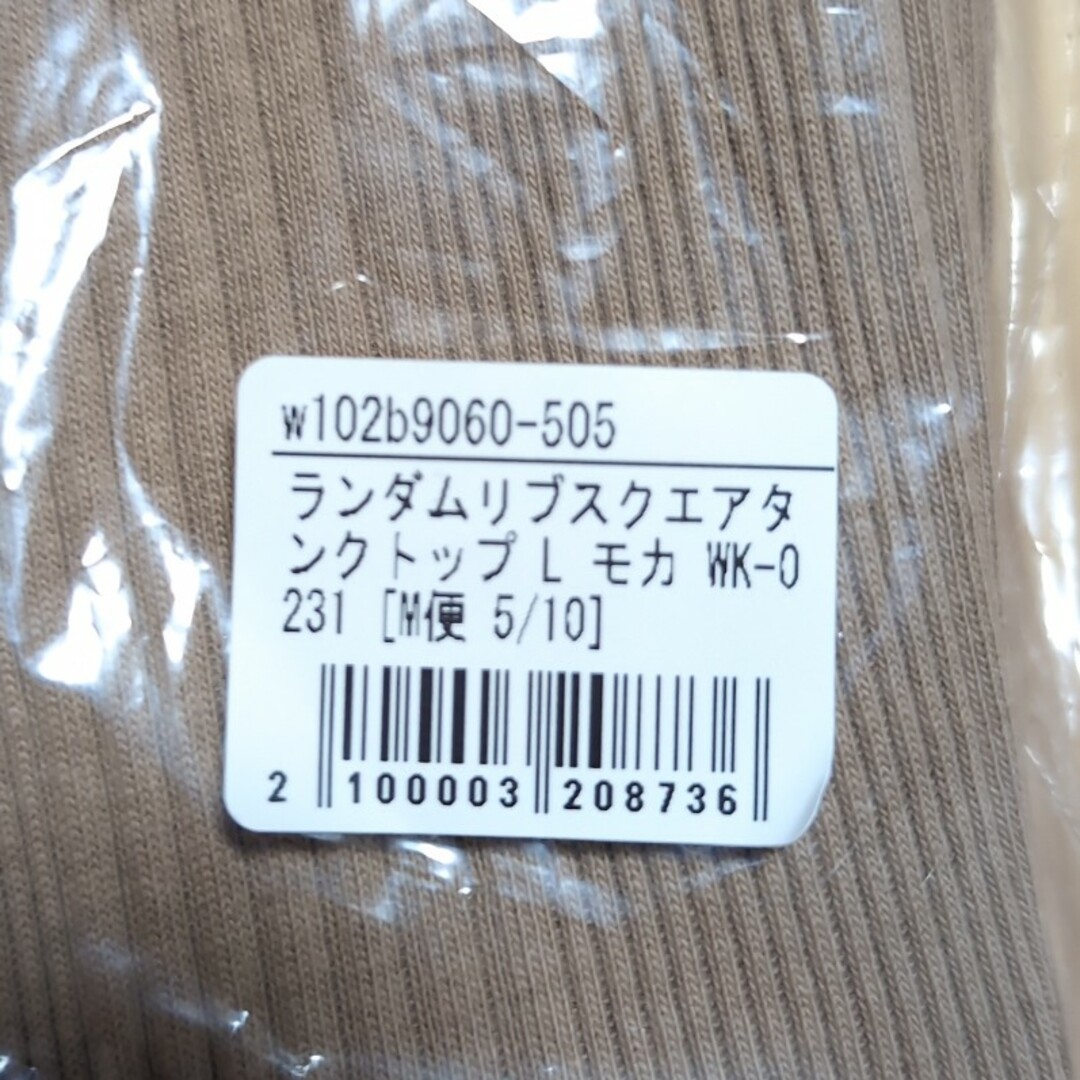 w102b9060-505
ランダムリブスクエアタ
ンクトップ L モカ WK-0
231 [M便 5/10]
2 100003 208736